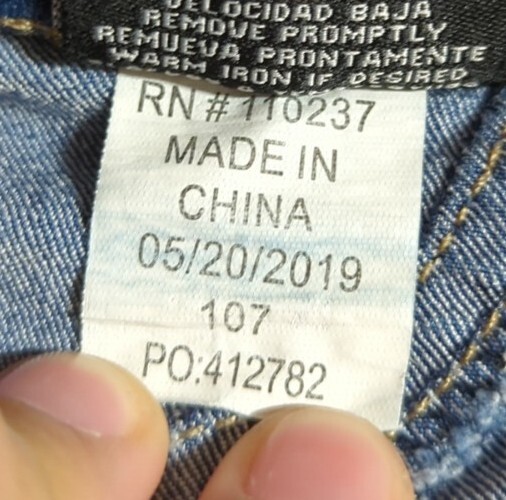 VELOCIDAD BAJA
REMOVE PROMPTLY
REMUEVA PRONTAMENTE
WARM IRON IF DESIRED
RN # 110237
MADE IN
CHINA
05/20/2019
107
PO:412782